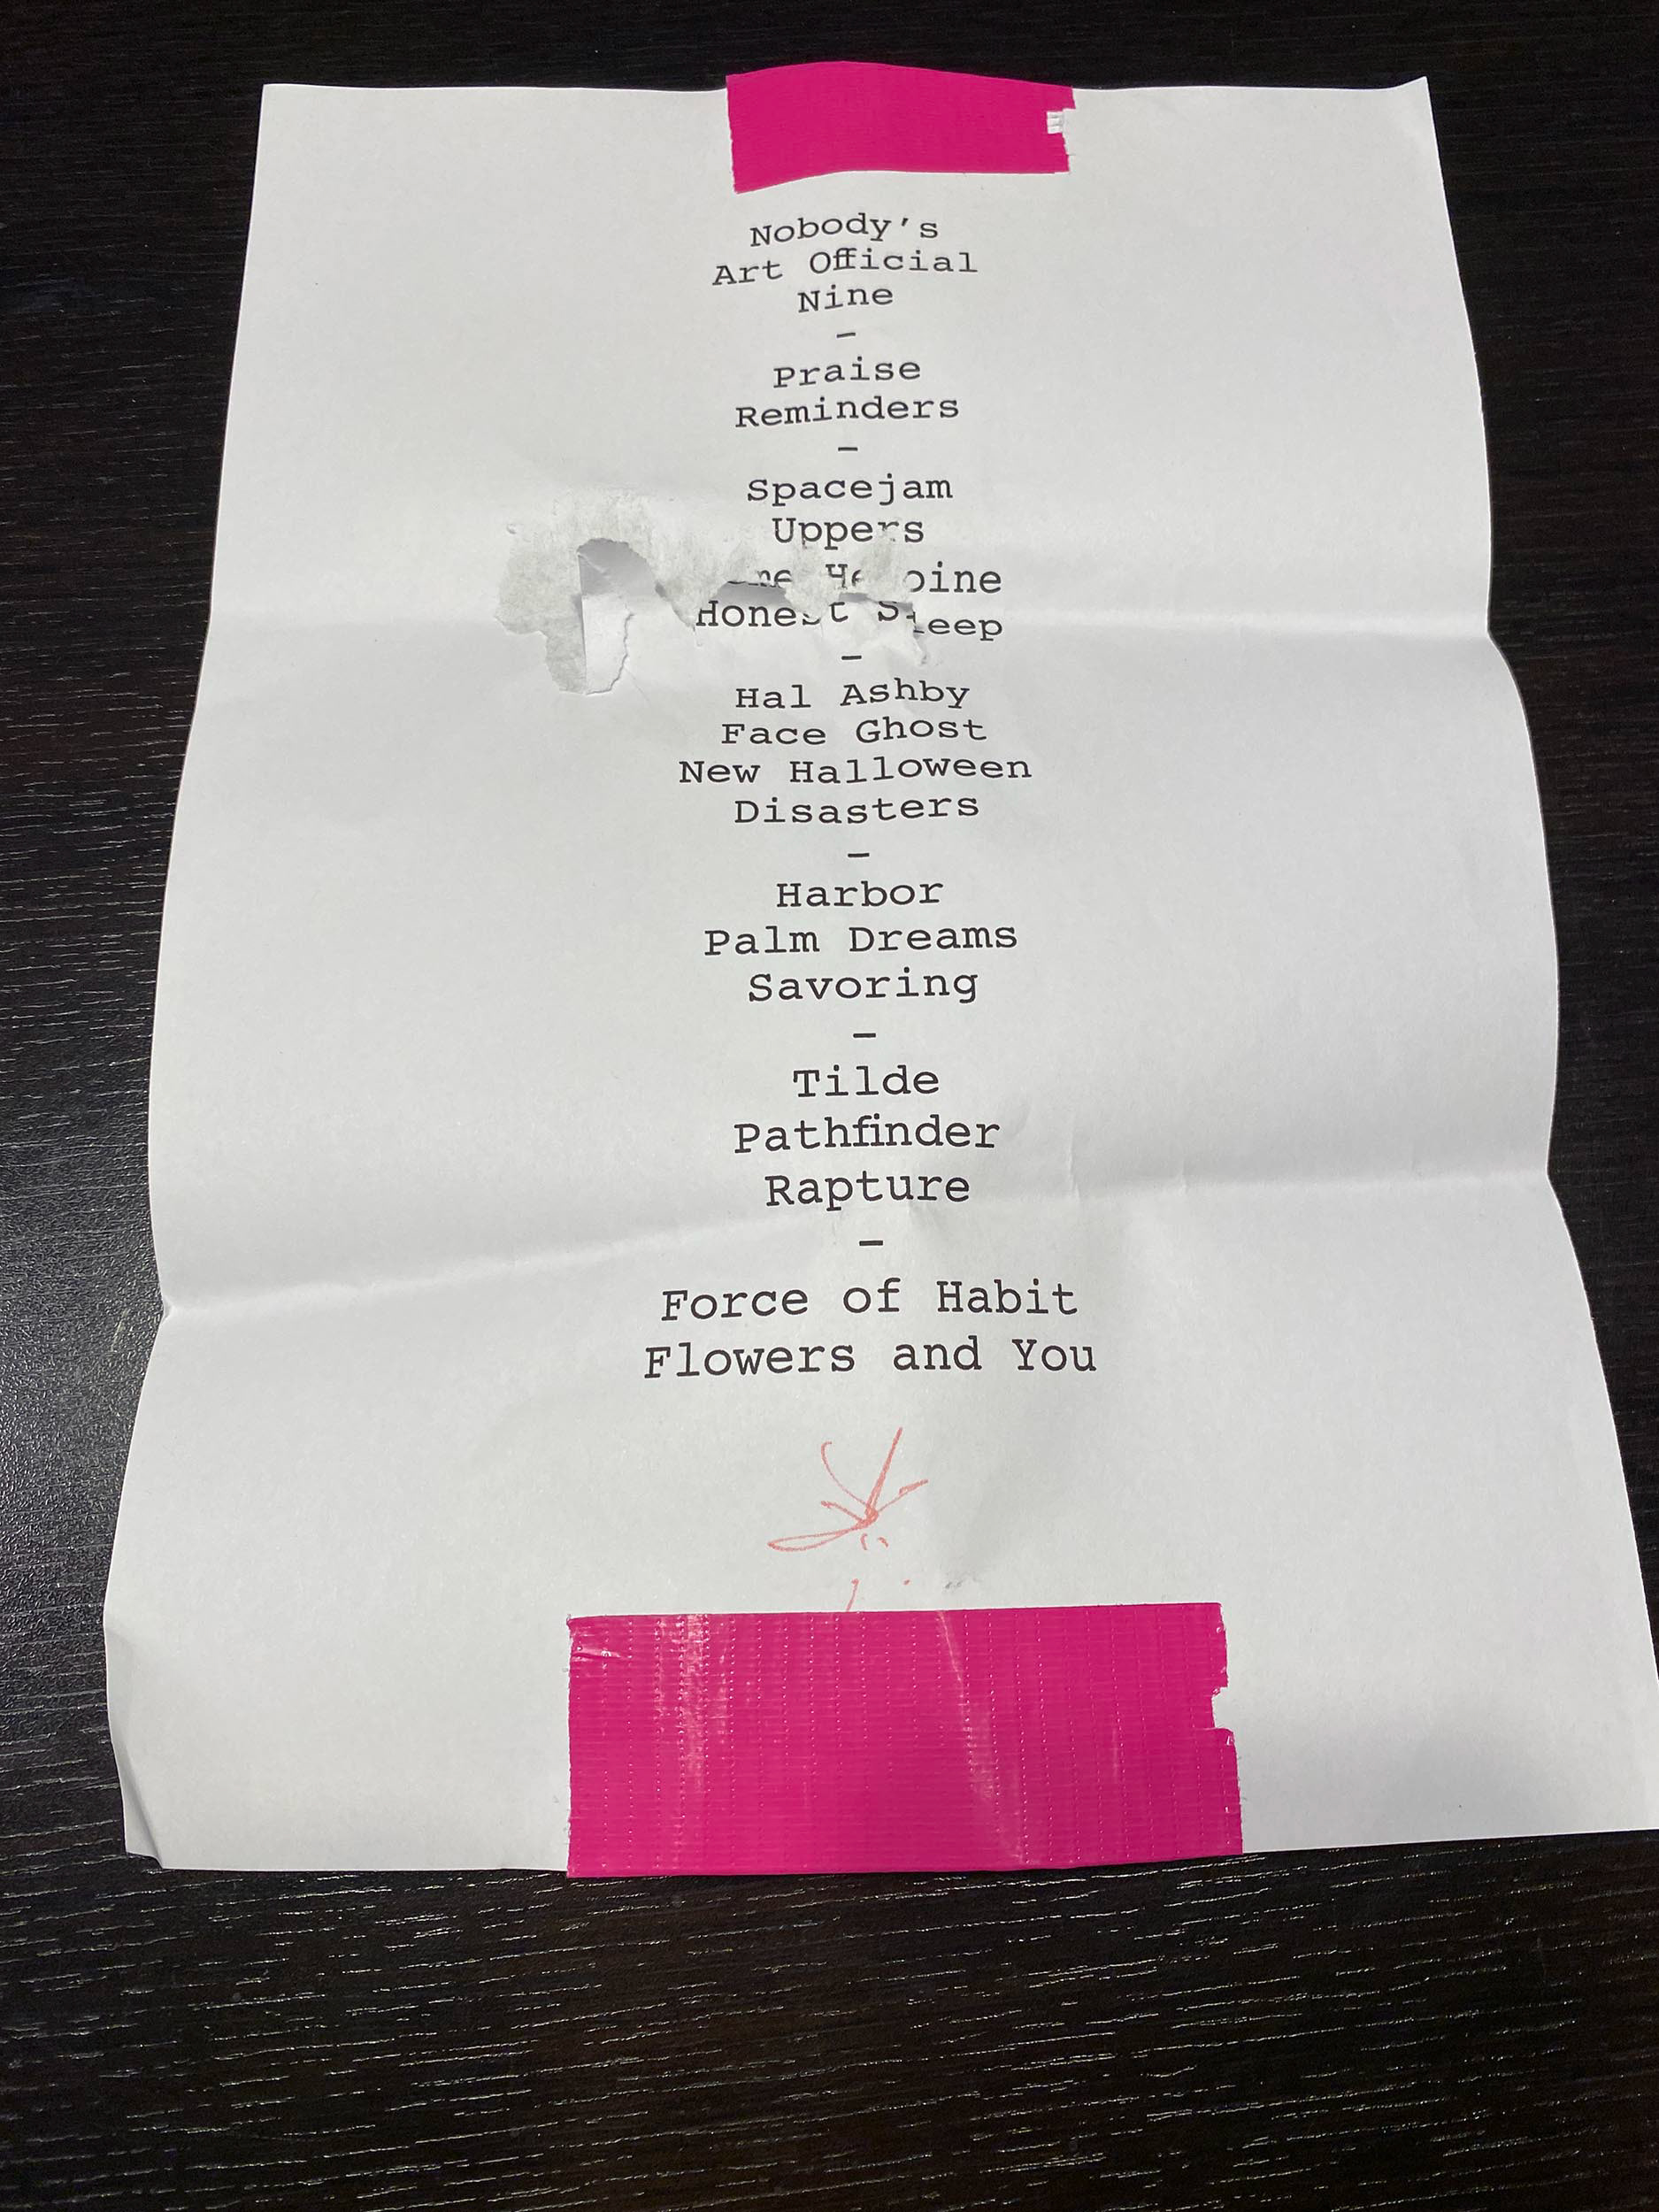 Nobody's
Art Official
Nine
–
Praise
Reminders
–
Spacejam
Uppers
Honest Sleep
–
Hal Ashby
Face Ghost
New Halloween
Disasters
–
Harbor
Palm Dreams
Savoring
–
Tilde
Pathfinder
Rapture
–
Force of Habit
Flowers and You